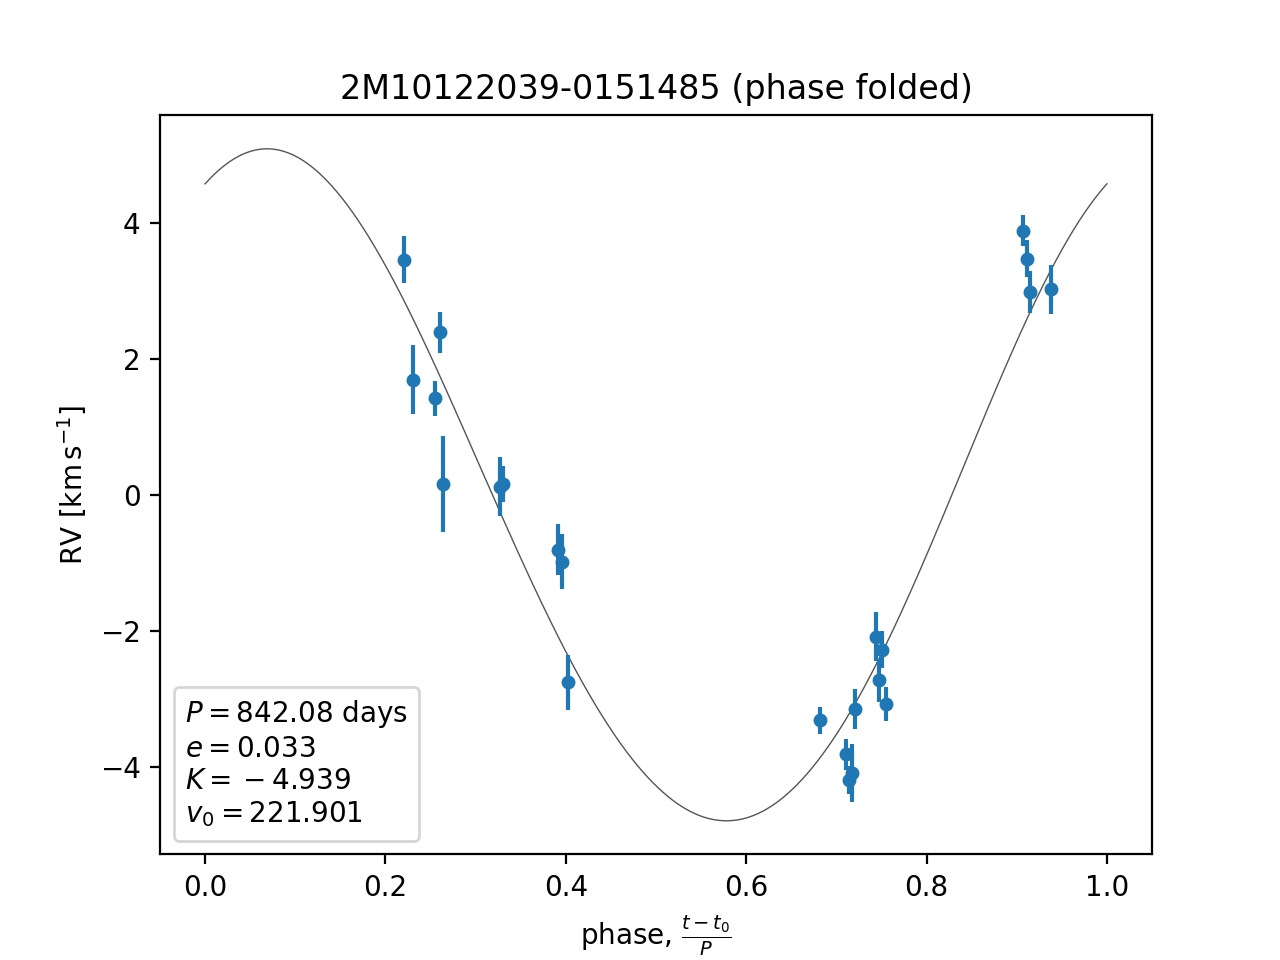 2M10122039-0151485 (phase folded)
RV [km s⁻¹]
4
2
0
−2
−4
P = 842.08 days
e = 0.033
K = −4.939
v₀ = 221.901
0.0 0.2 0.4 0.6 0.8 1.0
phase, (t − t₀)/P